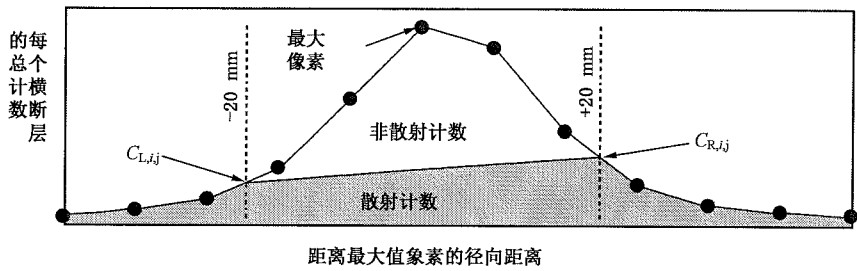 每个横断层
的总计数
最大
像素
-20 mm
+20 mm
非散射计数
C_{L,i,j}
C_{R,i,j}
散射计数
距离最大值象素的径向距离